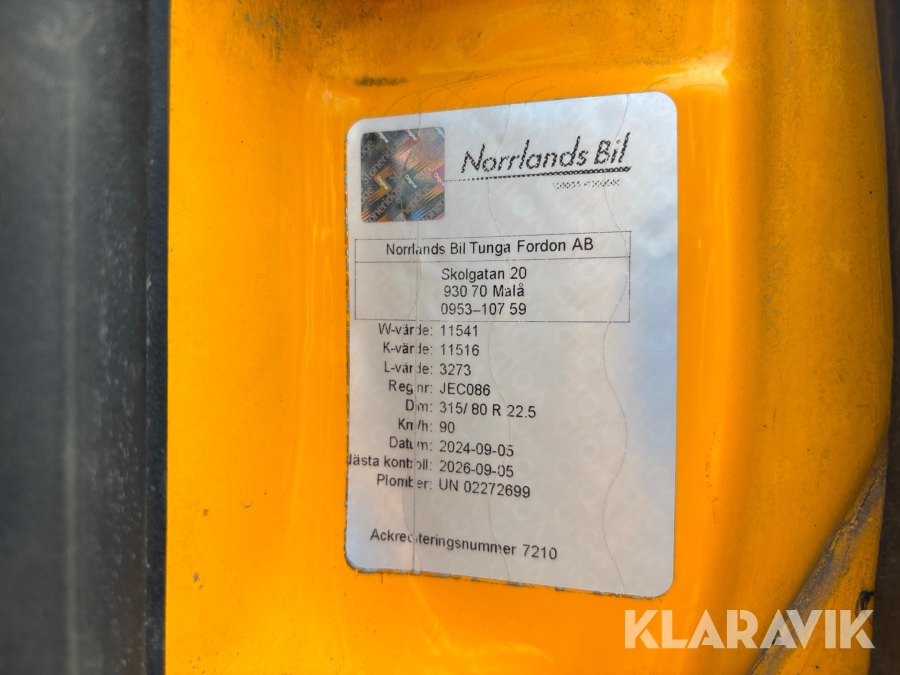 Norrlands Bil
Norrlands Bil Tunga Fordon AB
Skolgatan 20
930 70 Malå
0953-107 59
W-värde: 11541
K-värde: 11516
L-värde: 3273
Regnr: JEC086
Dim: 315/ 80 R 22.5
Km/h: 90
Datum: 2024-09-05
Nästa kontroll: 2026-09-05
Plomber: UN 02272699
Ackrediteringsnummer 7210
KLARAVIK